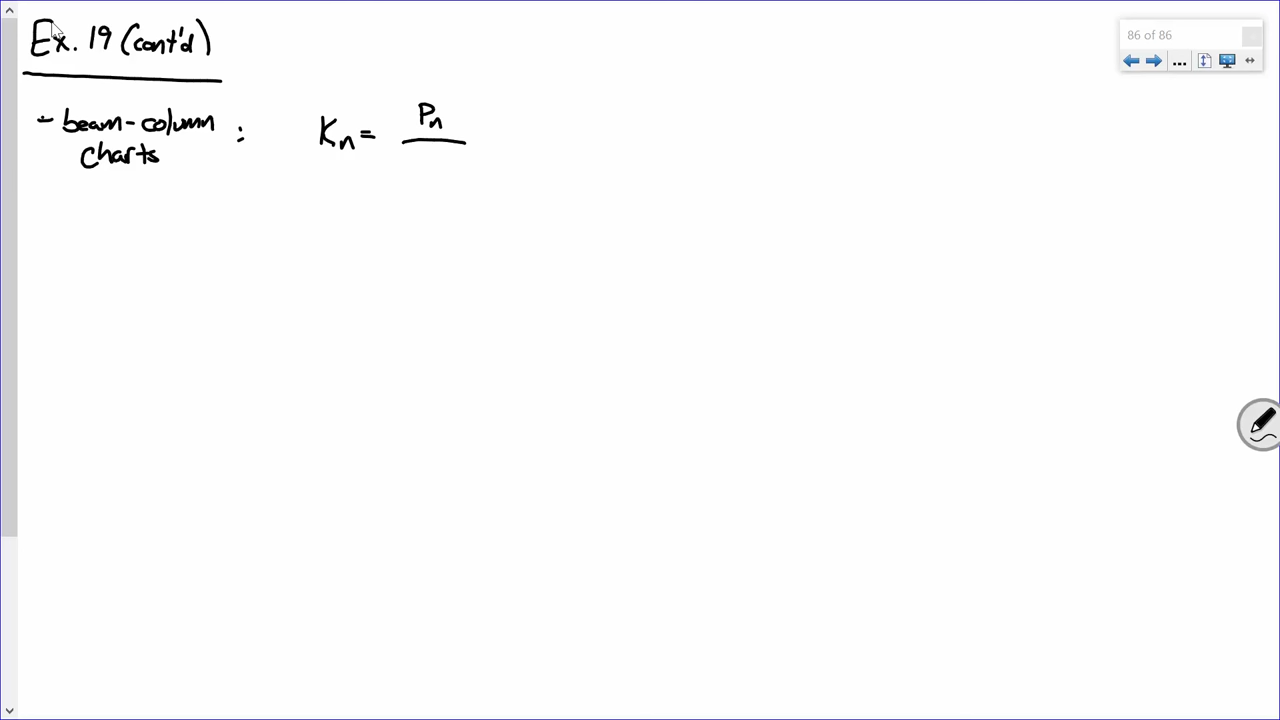 Ex. 19 (cont'd)
86 of 86
- beam-column : Kn = Pn
charts